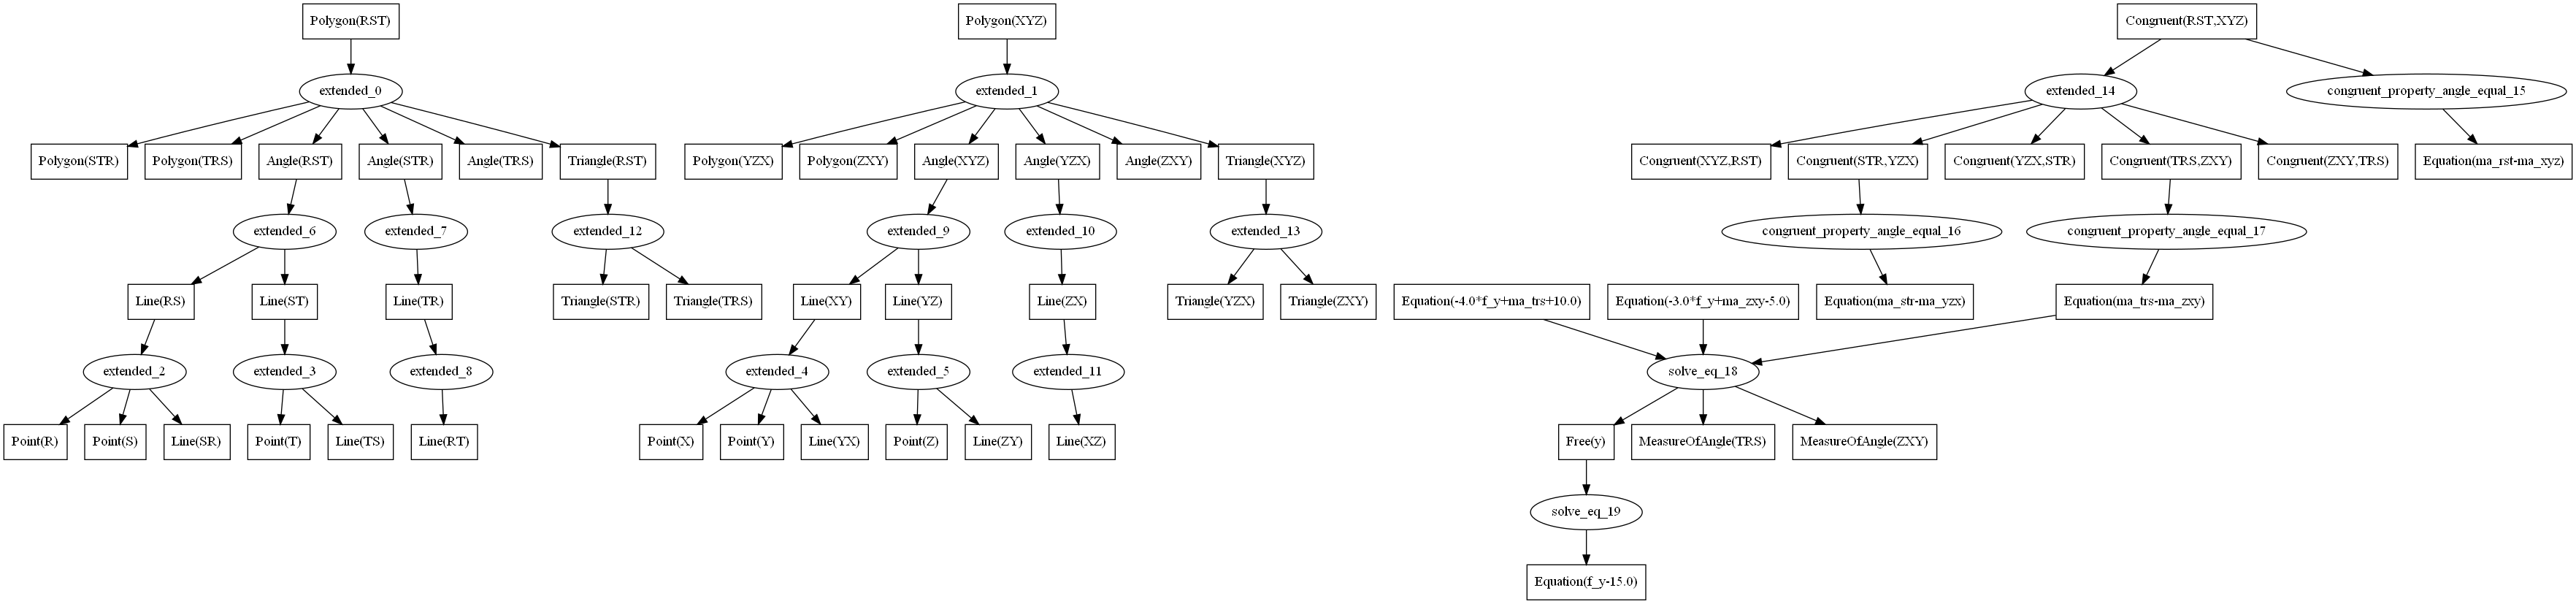 Polygon(RST)
Polygon(XYZ)
Congruent(RST,XYZ)
extended_0
extended_1
extended_14
congruent_property_angle_equal_15
Polygon(STR)
Polygon(TRS)
Angle(RST)
Angle(STR)
Angle(TRS)
Triangle(RST)
Polygon(YZX)
Polygon(ZXY)
Angle(XYZ)
Angle(YZX)
Angle(ZXY)
Triangle(XYZ)
Congruent(XYZ,RST)
Congruent(STR,YZX)
Congruent(YZX,STR)
Congruent(TRS,ZXY)
Congruent(ZXY,TRS)
Equation(ma_rst-ma_xyz)
extended_6
extended_7
extended_12
extended_9
extended_10
extended_13
congruent_property_angle_equal_16
congruent_property_angle_equal_17
Line(RS)
Line(ST)
Line(TR)
Triangle(STR)
Triangle(TRS)
Line(XY)
Line(YZ)
Line(ZX)
Triangle(YZX)
Triangle(ZXY)
Equation(-4.0*f_y+ma_trs+10.0)
Equation(-3.0*f_y+ma_zxy-5.0)
Equation(ma_str-ma_yzx)
Equation(ma_trs-ma_zxy)
extended_2
extended_3
extended_8
extended_4
extended_5
extended_11
solve_eq_18
Point(R)
Point(S)
Line(SR)
Point(T)
Line(TS)
Line(RT)
Point(X)
Point(Y)
Line(YX)
Point(Z)
Line(ZY)
Line(XZ)
Free(y)
MeasureOfAngle(TRS)
MeasureOfAngle(ZXY)
solve_eq_19
Equation(f_y-15.0)